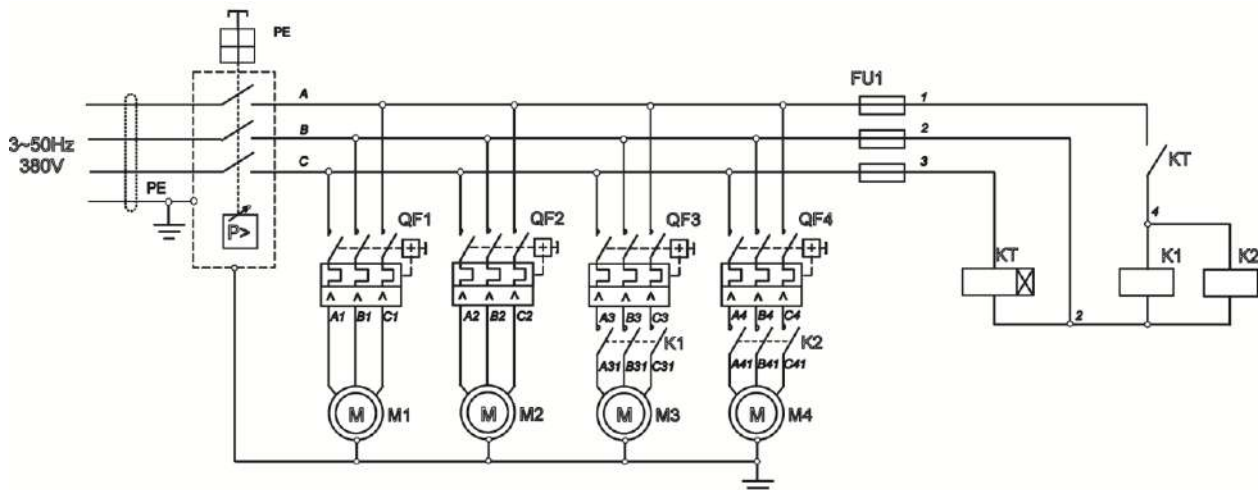 PE
A
FU1
1
B
2
3~50Hz
380V
C
3
PE
KT
QF1
QF2
QF3
QF4
4
P>
KT
K1
K2
A1 B1 C1
A2 B2 C2
A3 B3 C3
A4 B4 C4
2
K1
K2
A31 B31 C31
A41 B41 C41
M M1
M M2
M M3
M M4